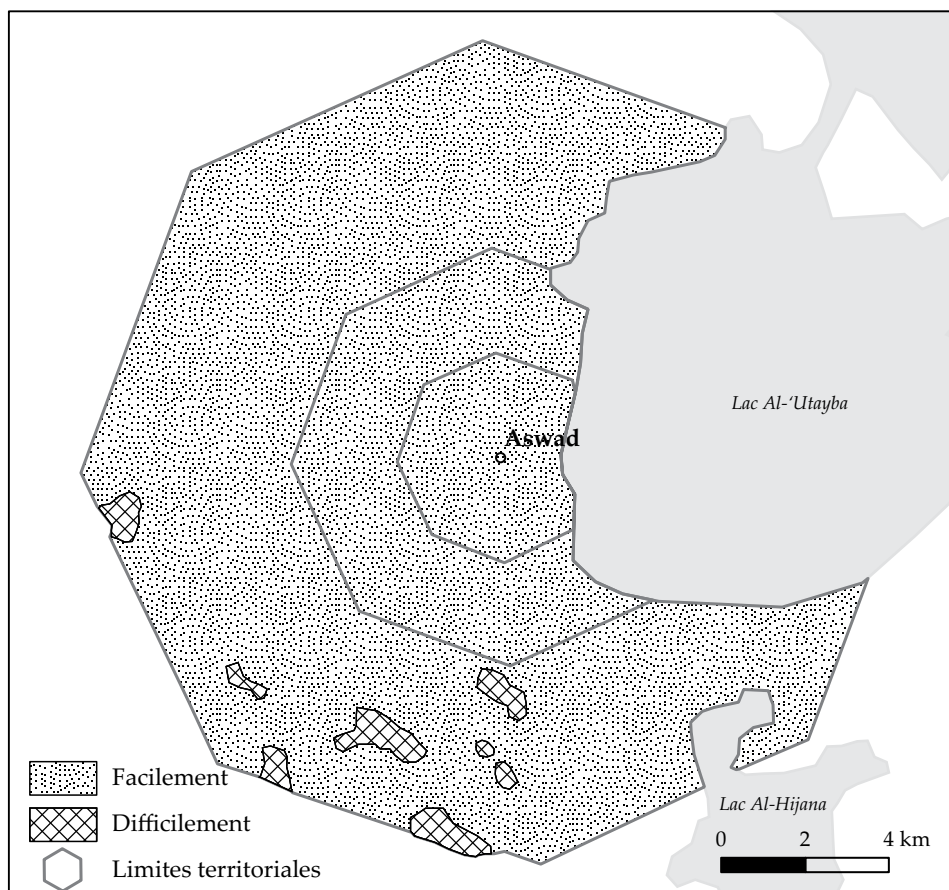 Lac Al-‘Utayba
Aswad
Facilement
Difficilement
Limites territoriales
Lac Al-Hijana
0 2 4 km